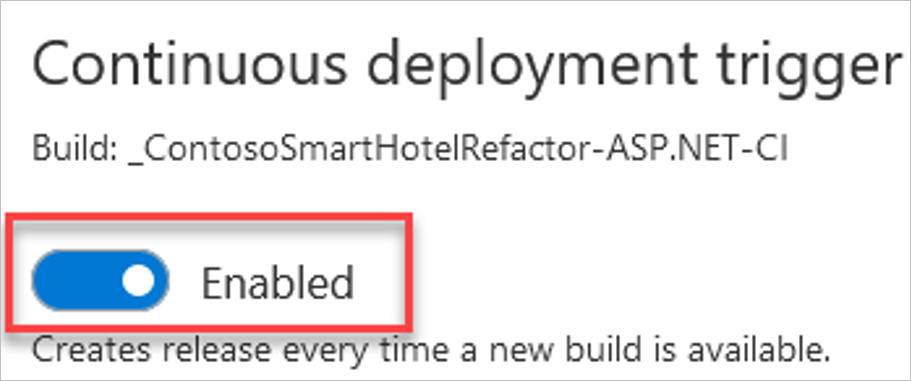 Continuous deployment trigger
Build: _ContosoSmartHotelRefactor-ASP.NET-CI
Enabled
Creates release every time a new build is available.